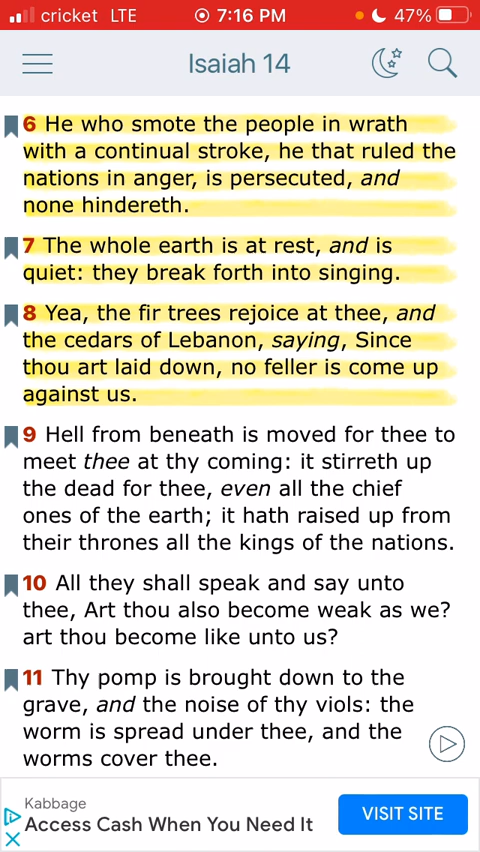 cricket LTE 7:16 PM 47%
Isaiah 14
6 He who smote the people in wrath
with a continual stroke, he that ruled the
nations in anger, is persecuted, and
none hindereth.
7 The whole earth is at rest, and is
quiet: they break forth into singing.
8 Yea, the fir trees rejoice at thee, and
the cedars of Lebanon, saying, Since
thou art laid down, no feller is come up
against us.
9 Hell from beneath is moved for thee to
meet thee at thy coming: it stirreth up
the dead for thee, even all the chief
ones of the earth; it hath raised up from
their thrones all the kings of the nations.
10 All they shall speak and say unto
thee, Art thou also become weak as we?
art thou become like unto us?
11 Thy pomp is brought down to the
grave, and the noise of thy viols: the
worm is spread under thee, and the
worms cover thee.
Kabbage
Access Cash When You Need It
VISIT SITE